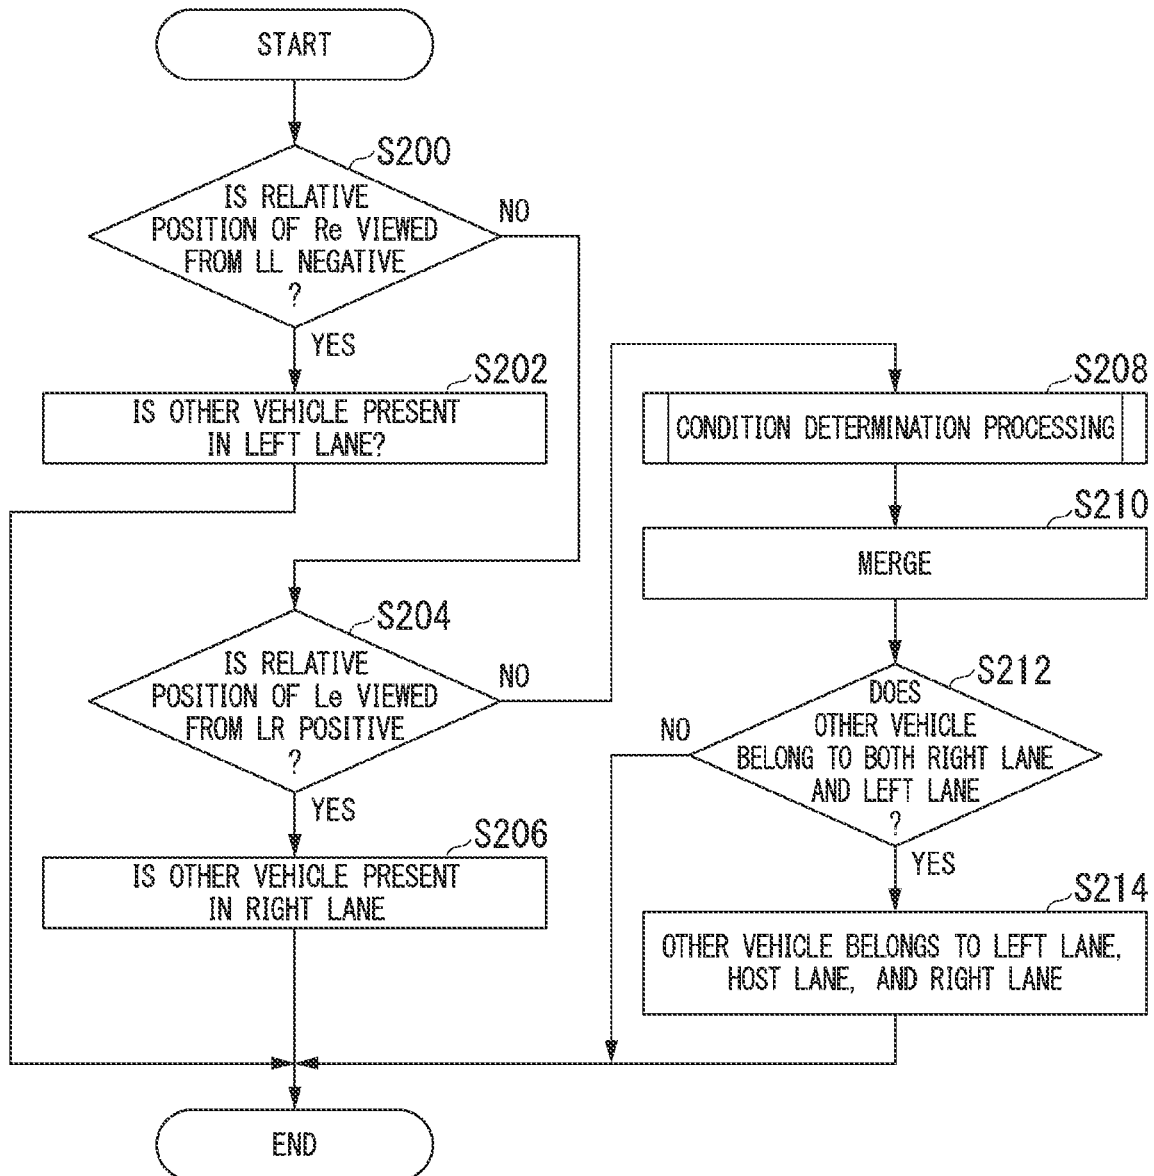 START
S200
IS RELATIVE
POSITION OF Re VIEWED
FROM LL NEGATIVE
?
NO
YES
S202
IS OTHER VEHICLE PRESENT
IN LEFT LANE?
S204
IS RELATIVE
POSITION OF Le VIEWED
FROM LR POSITIVE
?
NO
YES
S206
IS OTHER VEHICLE PRESENT
IN RIGHT LANE
S208
CONDITION DETERMINATION PROCESSING
S210
MERGE
S212
DOES
OTHER VEHICLE
BELONG TO BOTH RIGHT LANE
AND LEFT LANE
?
NO
YES
S214
OTHER VEHICLE BELONGS TO LEFT LANE,
HOST LANE, AND RIGHT LANE
END